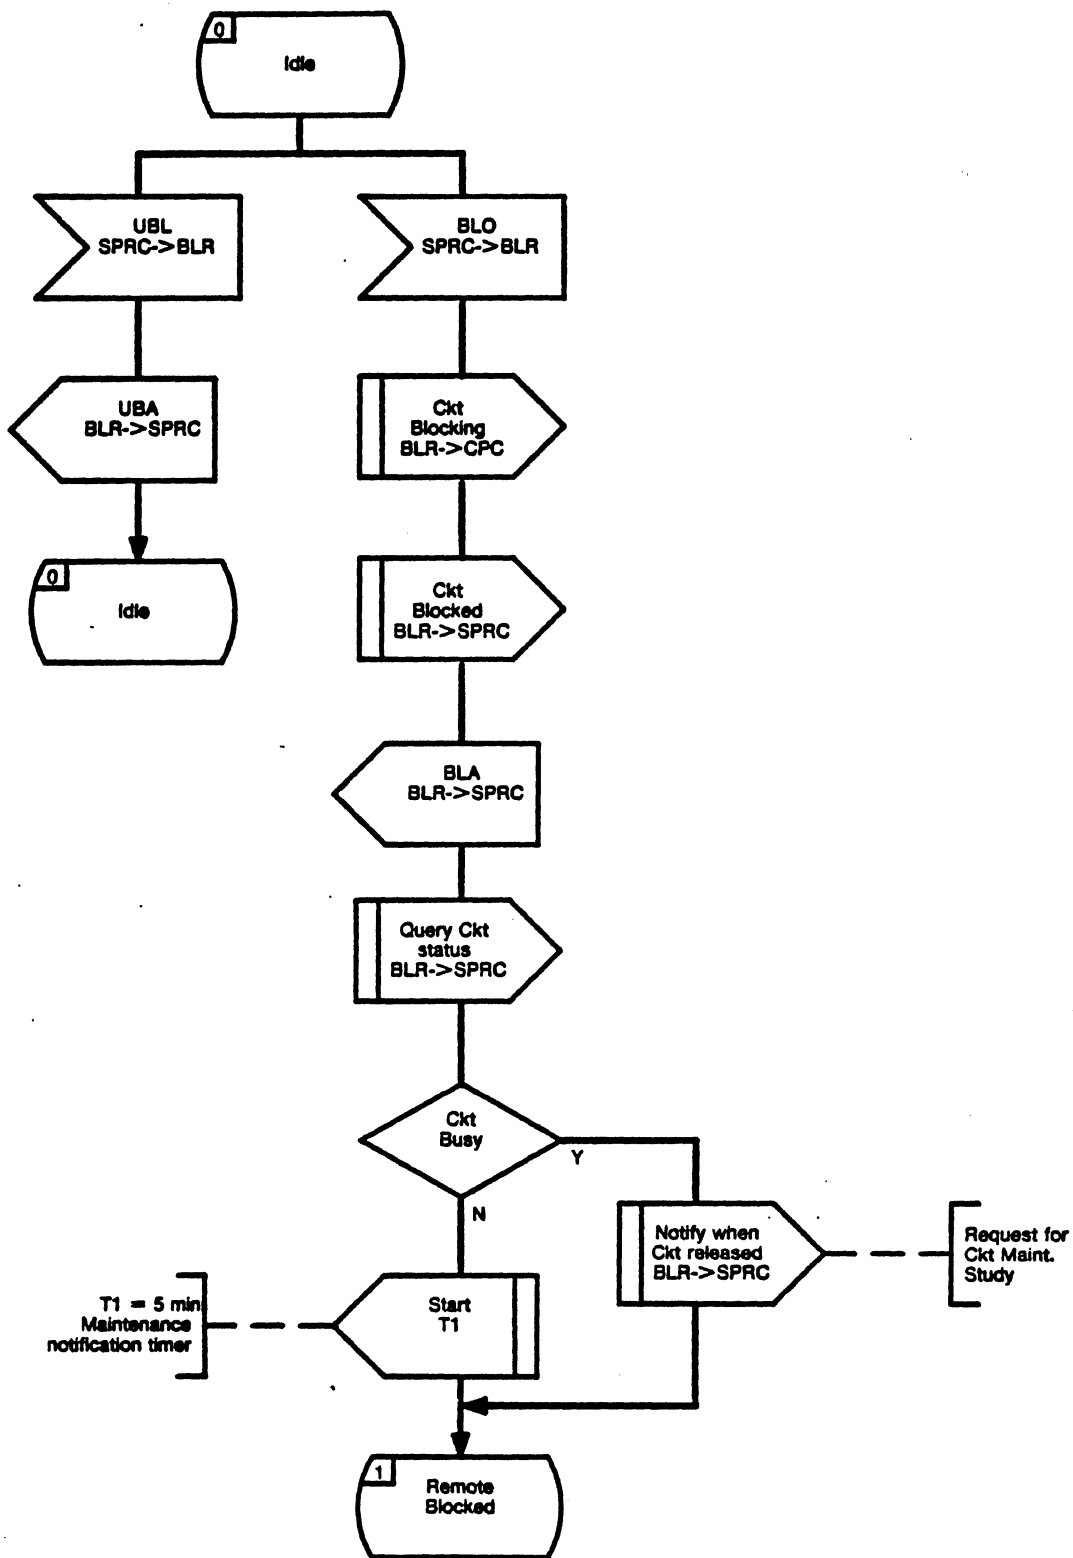 0
Idle
UBL
SPRC->BLR
BLO
SPRC->BLR
UBA
BLR->SPRC
Ckt
Blocking
BLR->CPC
0
Idle
Ckt
Blocked
BLR->SPRC
BLA
BLR->SPRC
Query Ckt
status
BLR->SPRC
Ckt
Busy
Y
N
Notify when
Ckt released
BLR->SPRC
Request for
Ckt Maint.
Study
T1 = 5 min
Maintenance
notification timer
Start
T1
1
Remote
Blocked